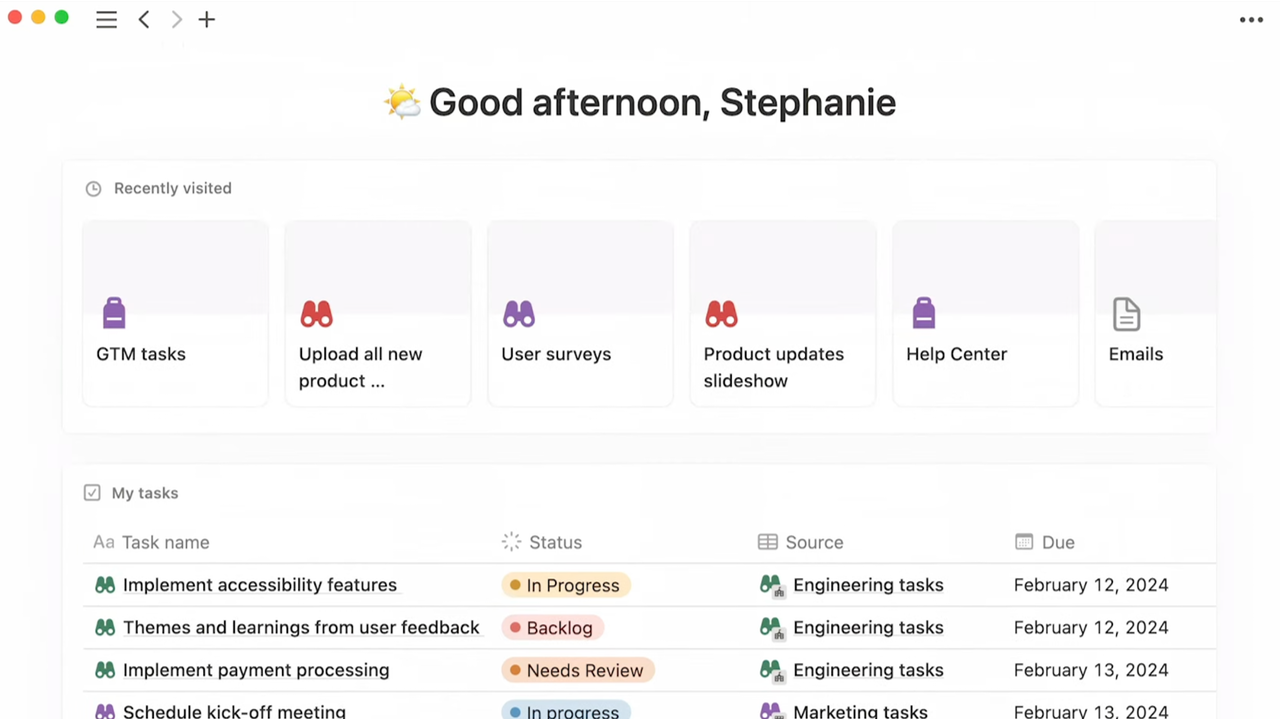 Good afternoon, Stephanie
Recently visited
GTM tasks
Upload all new
product ...
User surveys
Product updates
slideshow
Help Center
Emails
My tasks
Aa Task name Status Source Due
Implement accessibility features In Progress Engineering tasks February 12, 2024
Themes and learnings from user feedback Backlog Engineering tasks February 12, 2024
Implement payment processing Needs Review Engineering tasks February 13, 2024
Schedule kick-off meeting In progress Marketing tasks February 13, 2024